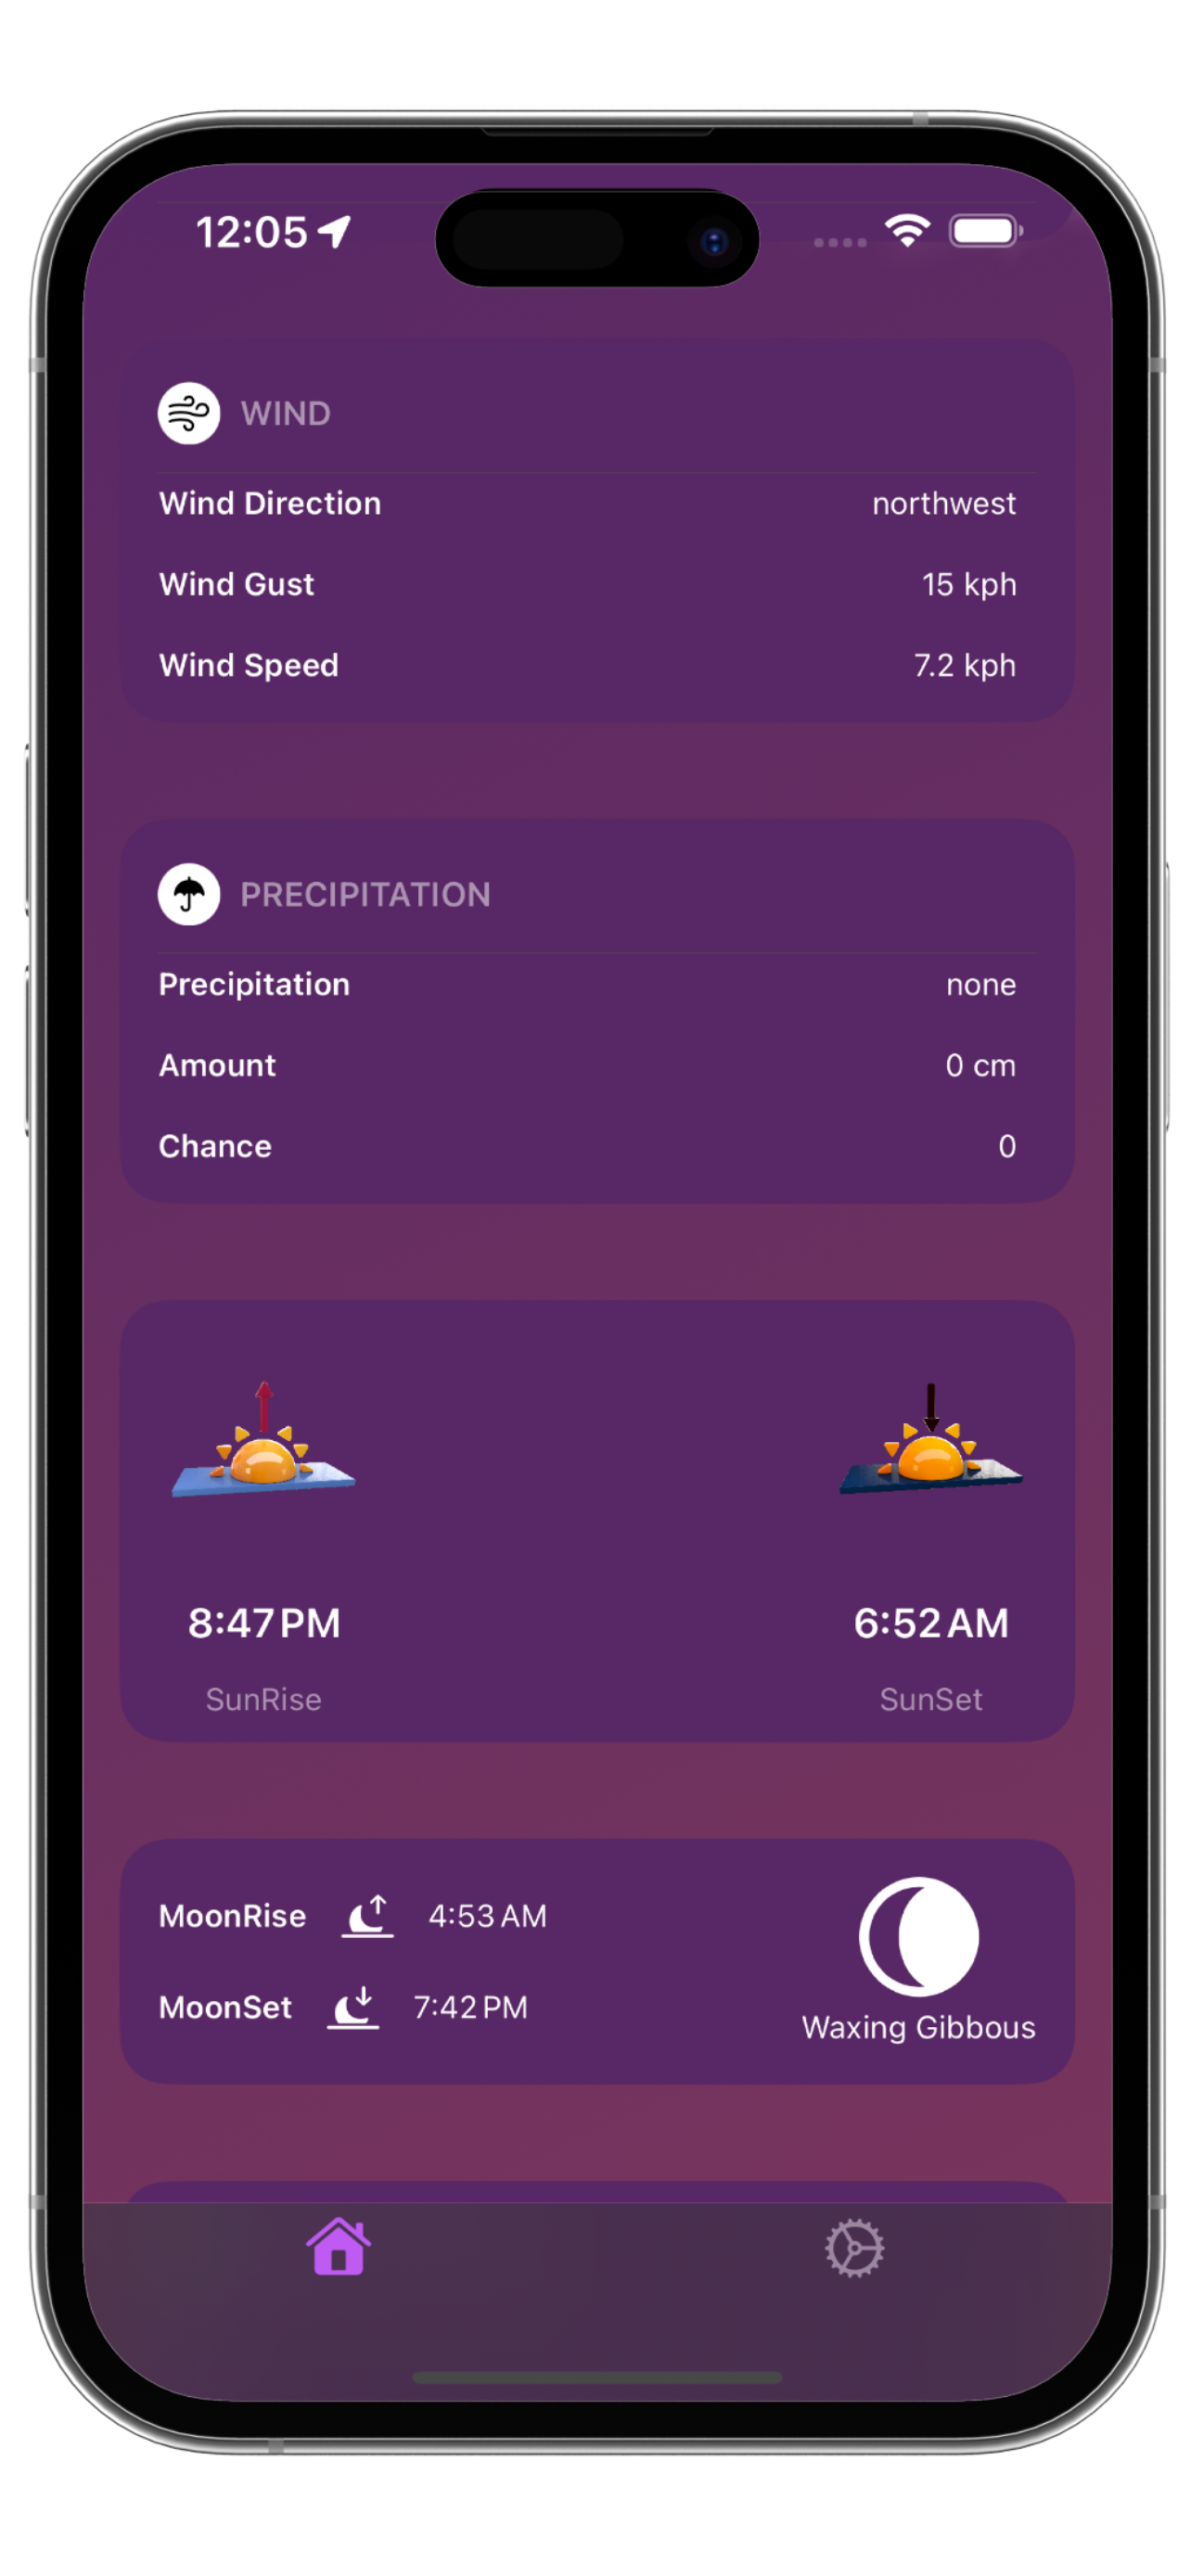 12:05
WIND
Wind Direction northwest
Wind Gust 15 kph
Wind Speed 7.2 kph
PRECIPITATION
Precipitation none
Amount 0 cm
Chance 0
8:47 PM 6:52 AM
SunRise SunSet
MoonRise 4:53 AM
MoonSet 7:42 PM
Waxing Gibbous